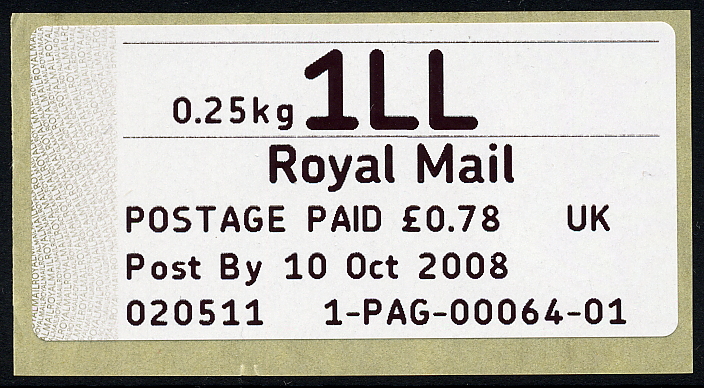 0.25kg 1LL
Royal Mail
POSTAGE PAID £0.78 UK
Post By 10 Oct 2008
020511 1-PAG-00064-01